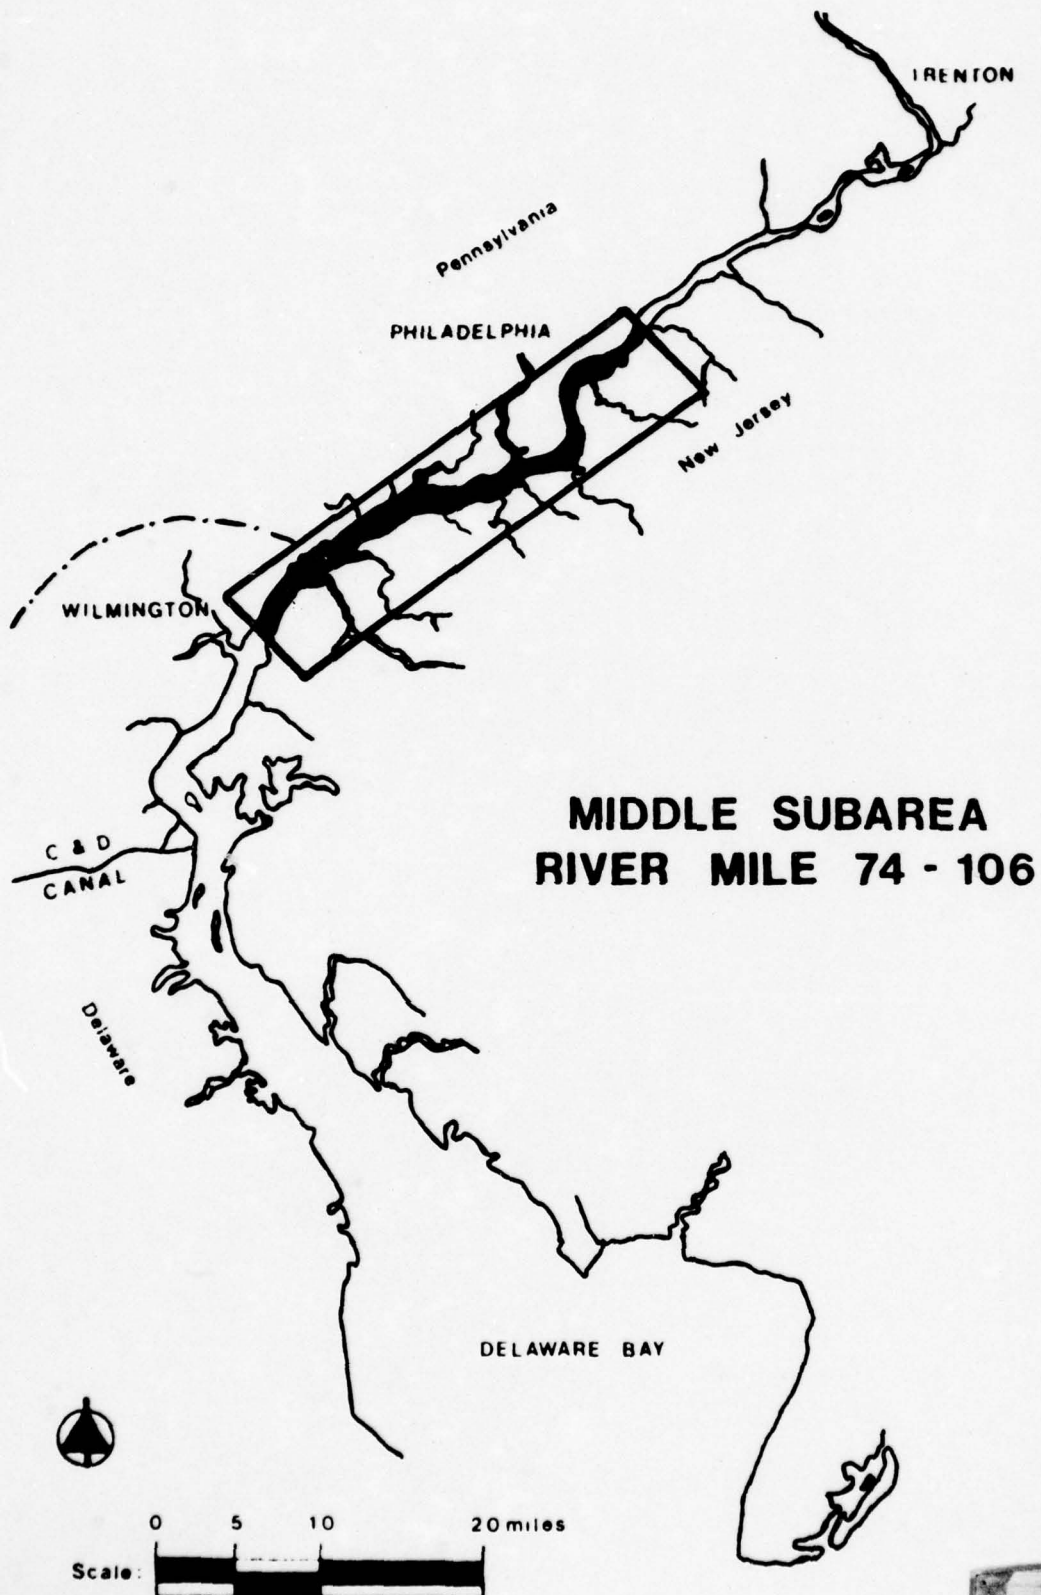 TRENTON
Pennsylvania
PHILADELPHIA
New Jersey
WILMINGTON
MIDDLE SUBAREA
RIVER MILE 74 - 106
C & D
CANAL
Delaware
DELAWARE BAY
0 5 10 20 miles
Scale: